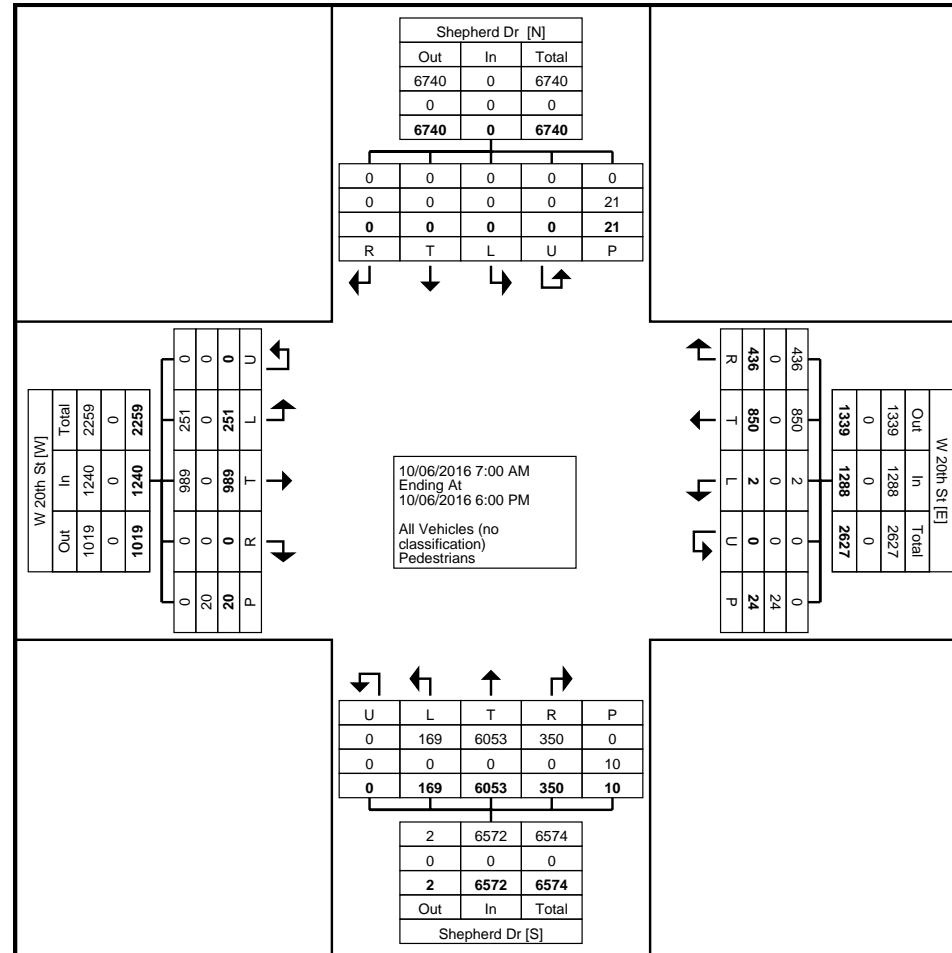 Shepherd Dr [N]
Out In Total
6740 0 6740
0 0 0
6740 0 6740
0 0 0 0 0
0 0 0 0 21
0 0 0 0 21
R T L U P
W 20th St [W]
Total In Out
2259 1240 1019
0 0 0
2259 1240 1019
0 251 989 0 0
0 0 0 0 20
0 251 989 0 20
U L T R P
10/06/2016 7:00 AM
Ending At
10/06/2016 6:00 PM
All Vehicles (no
classification)
Pedestrians
W 20th St [E]
Out In Total
1339 1288 2627
0 0 0
1339 1288 2627
436 850 2 0 0
0 0 0 0 24
436 850 2 0 24
R T L U P
U L T R P
0 169 6053 350 0
0 0 0 0 10
0 169 6053 350 10
2 6572 6574
0 0 0
2 6572 6574
Out In Total
Shepherd Dr [S]